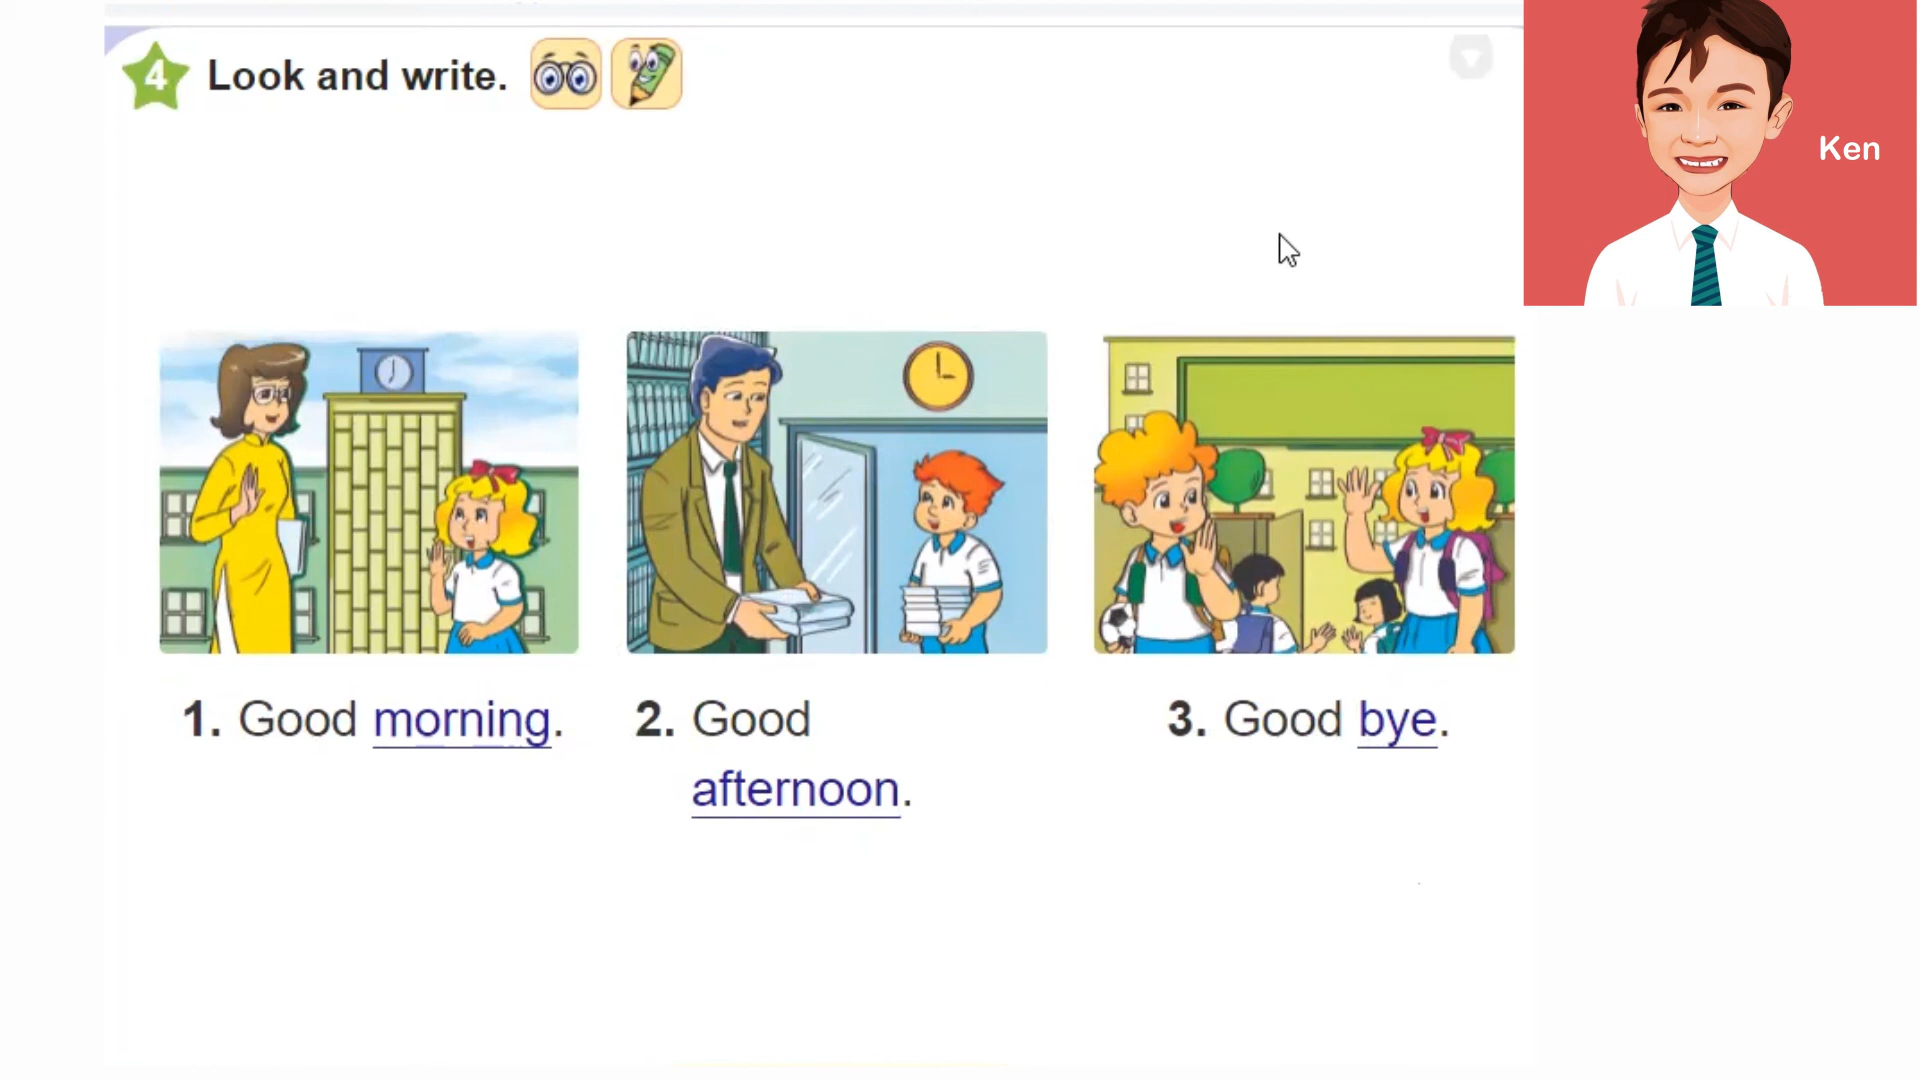 4 Look and write.
Ken
1. Good morning.
2. Good
afternoon.
3. Good bye.